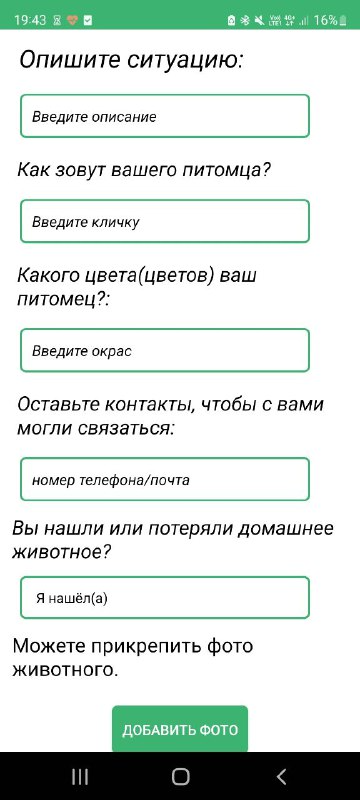 19:43 16%
Опишите ситуацию:
Введите описание
Как зовут вашего питомца?
Введите кличку
Какого цвета(цветов) ваш
питомец?:
Введите окрас
Оставьте контакты, чтобы с вами
могли связаться:
номер телефона/почта
Вы нашли или потеряли домашнее
животное?
Я нашёл(а)
Можете прикрепить фото
животного.
ДОБАВИТЬ ФОТО